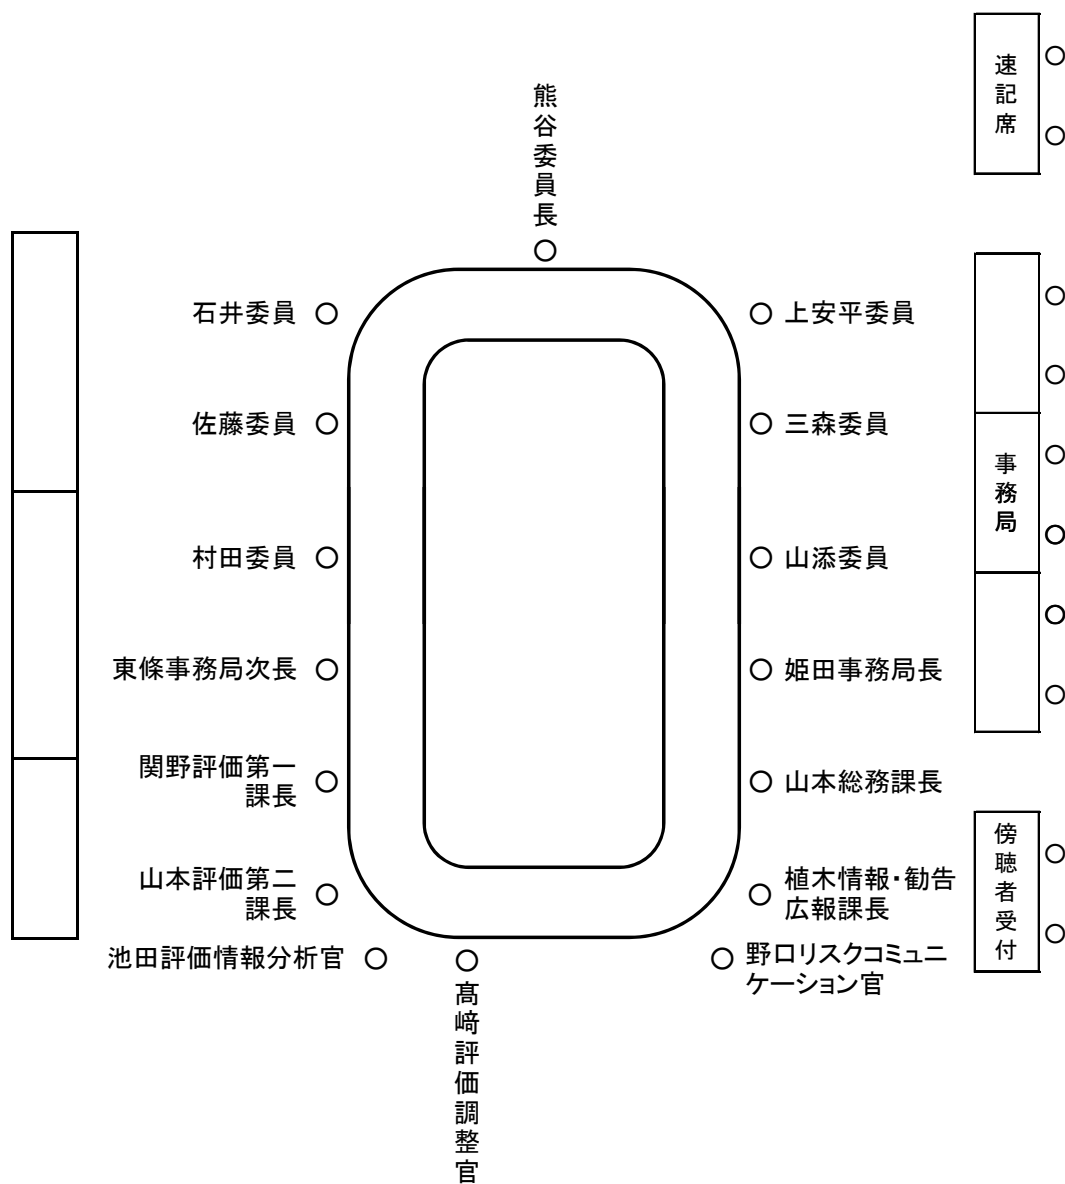 速記席
熊谷委員長
石井委員
上安平委員
佐藤委員
三森委員
事務局
村田委員
山添委員
東條事務局次長
姫田事務局長
関野評価第一
課長
山本総務課長
山本評価第二
課長
植木情報・勧告
広報課長
傍聴者受付
池田評価情報分析官
野口リスクコミュニ
ケーション官
髙﨑評価調整官